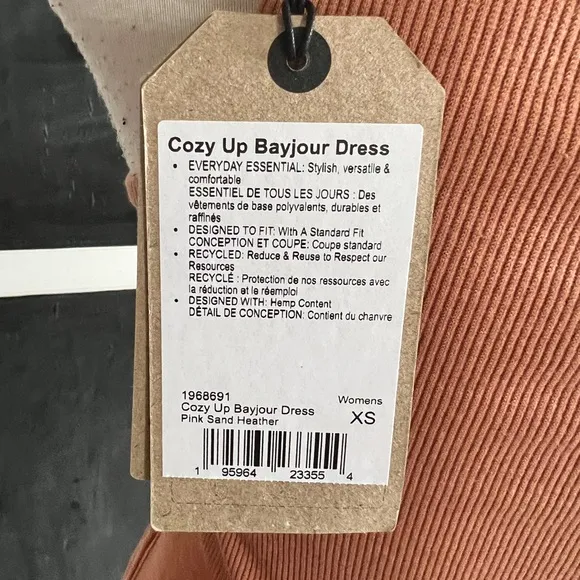 Cozy Up Bayjour Dress
• EVERYDAY ESSENTIAL: Stylish, versatile &
comfortable
ESSENTIEL DE TOUS LES JOURS : Des
vêtements de base polyvalents, durables et
raffinés
• DESIGNED TO FIT: With A Standard Fit
CONCEPTION ET COUPE: Coupe standard
• RECYCLED: Reduce & Reuse to Respect our
Resources
RECYCLÉ : Protection de nos ressources avec
la réduction et le réemploi
• DESIGNED WITH: Hemp Content
DÉTAIL DE CONCEPTION: Contient du chanvre
1968691
Womens
Cozy Up Bayjour Dress
XS
Pink Sand Heather
1 95964 23355 4